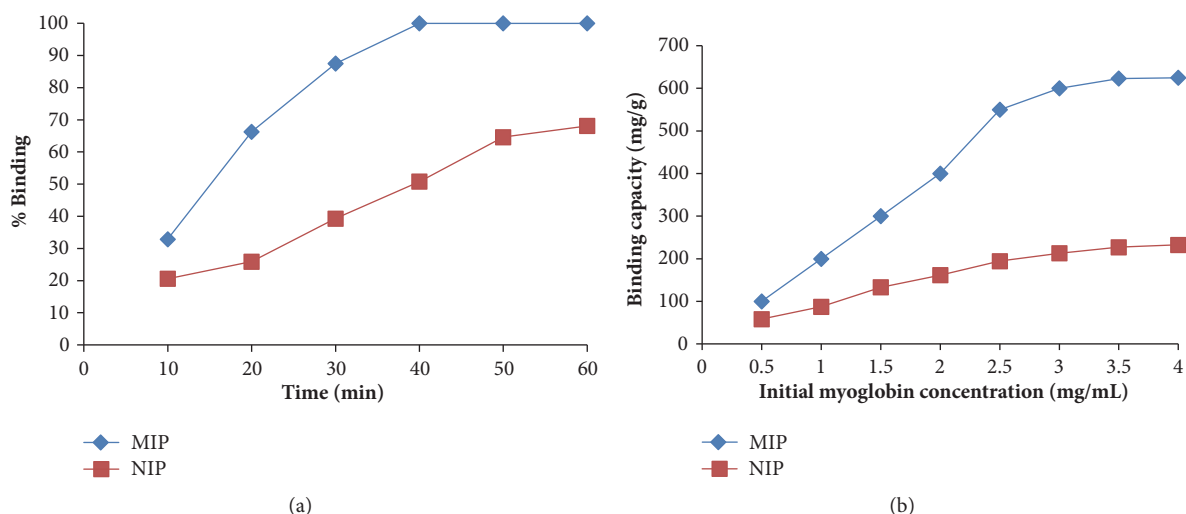 100
90
80
70
60
50
40
30
20
10
0
% Binding
0 10 20 30 40 50 60
Time (min)
MIP
NIP
(a)
700
600
500
400
300
200
100
0
Binding capacity (mg/g)
0 0.5 1 1.5 2 2.5 3 3.5 4
Initial myoglobin concentration (mg/mL)
MIP
NIP
(b)